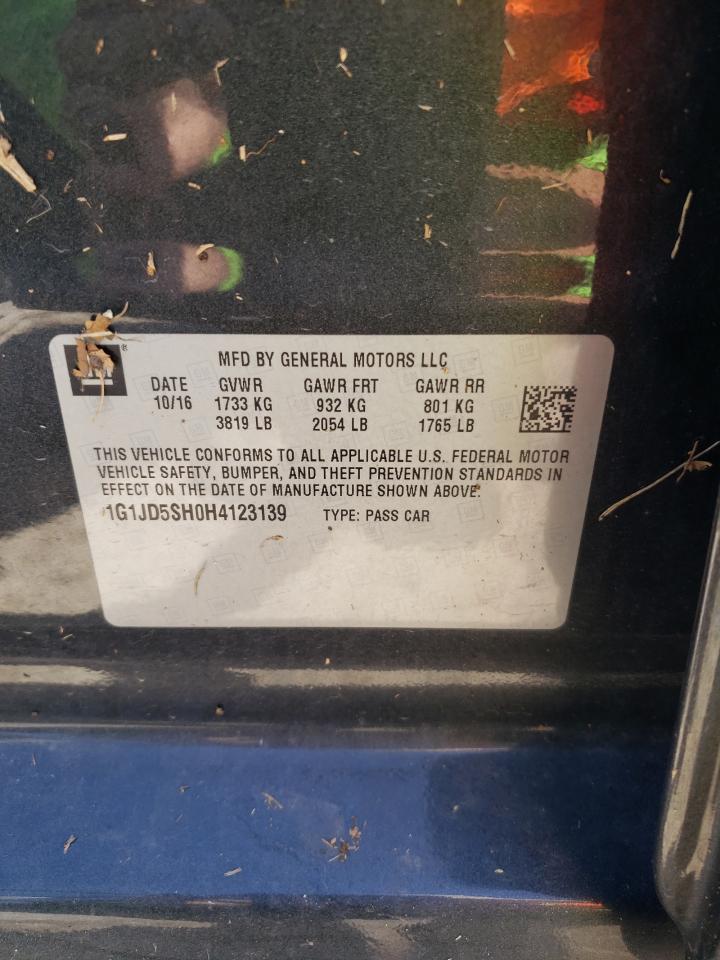 MFD BY GENERAL MOTORS LLC
DATE GVWR GAWR FRT GAWR RR
10/16 1733 KG 932 KG 801 KG
3819 LB 2054 LB 1765 LB
THIS VEHICLE CONFORMS TO ALL APPLICABLE U.S. FEDERAL MOTOR
VEHICLE SAFETY, BUMPER, AND THEFT PREVENTION STANDARDS IN
EFFECT ON THE DATE OF MANUFACTURE SHOWN ABOVE.
1G1JD5SH0H4123139 TYPE: PASS CAR